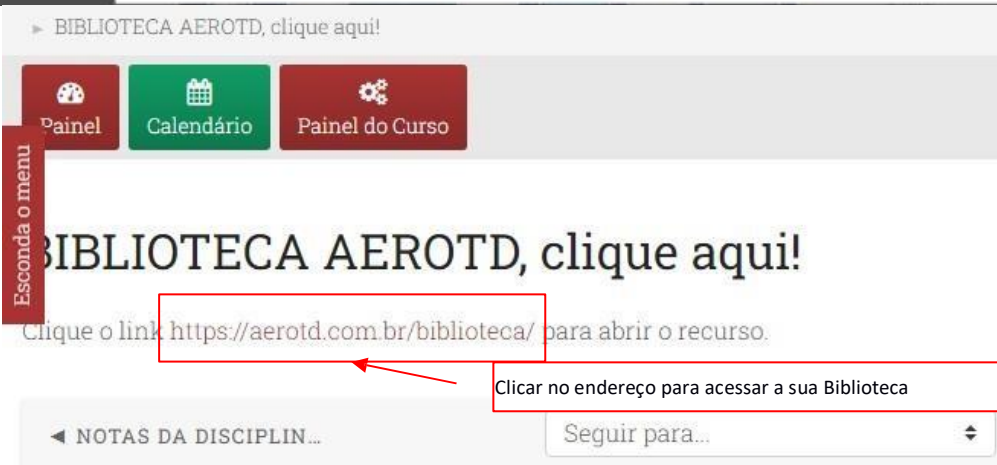 ► BIBLIOTECA AEROTD, clique aqui!
Painel
Calendário
Painel do Curso
Esconda o menu
BIBLIOTECA AEROTD, clique aqui!
Clique o link https://aerotd.com.br/biblioteca/ para abrir o recurso.
Clicar no endereço para acessar a sua Biblioteca
◄ NOTAS DA DISCIPLIN...
Seguir para...